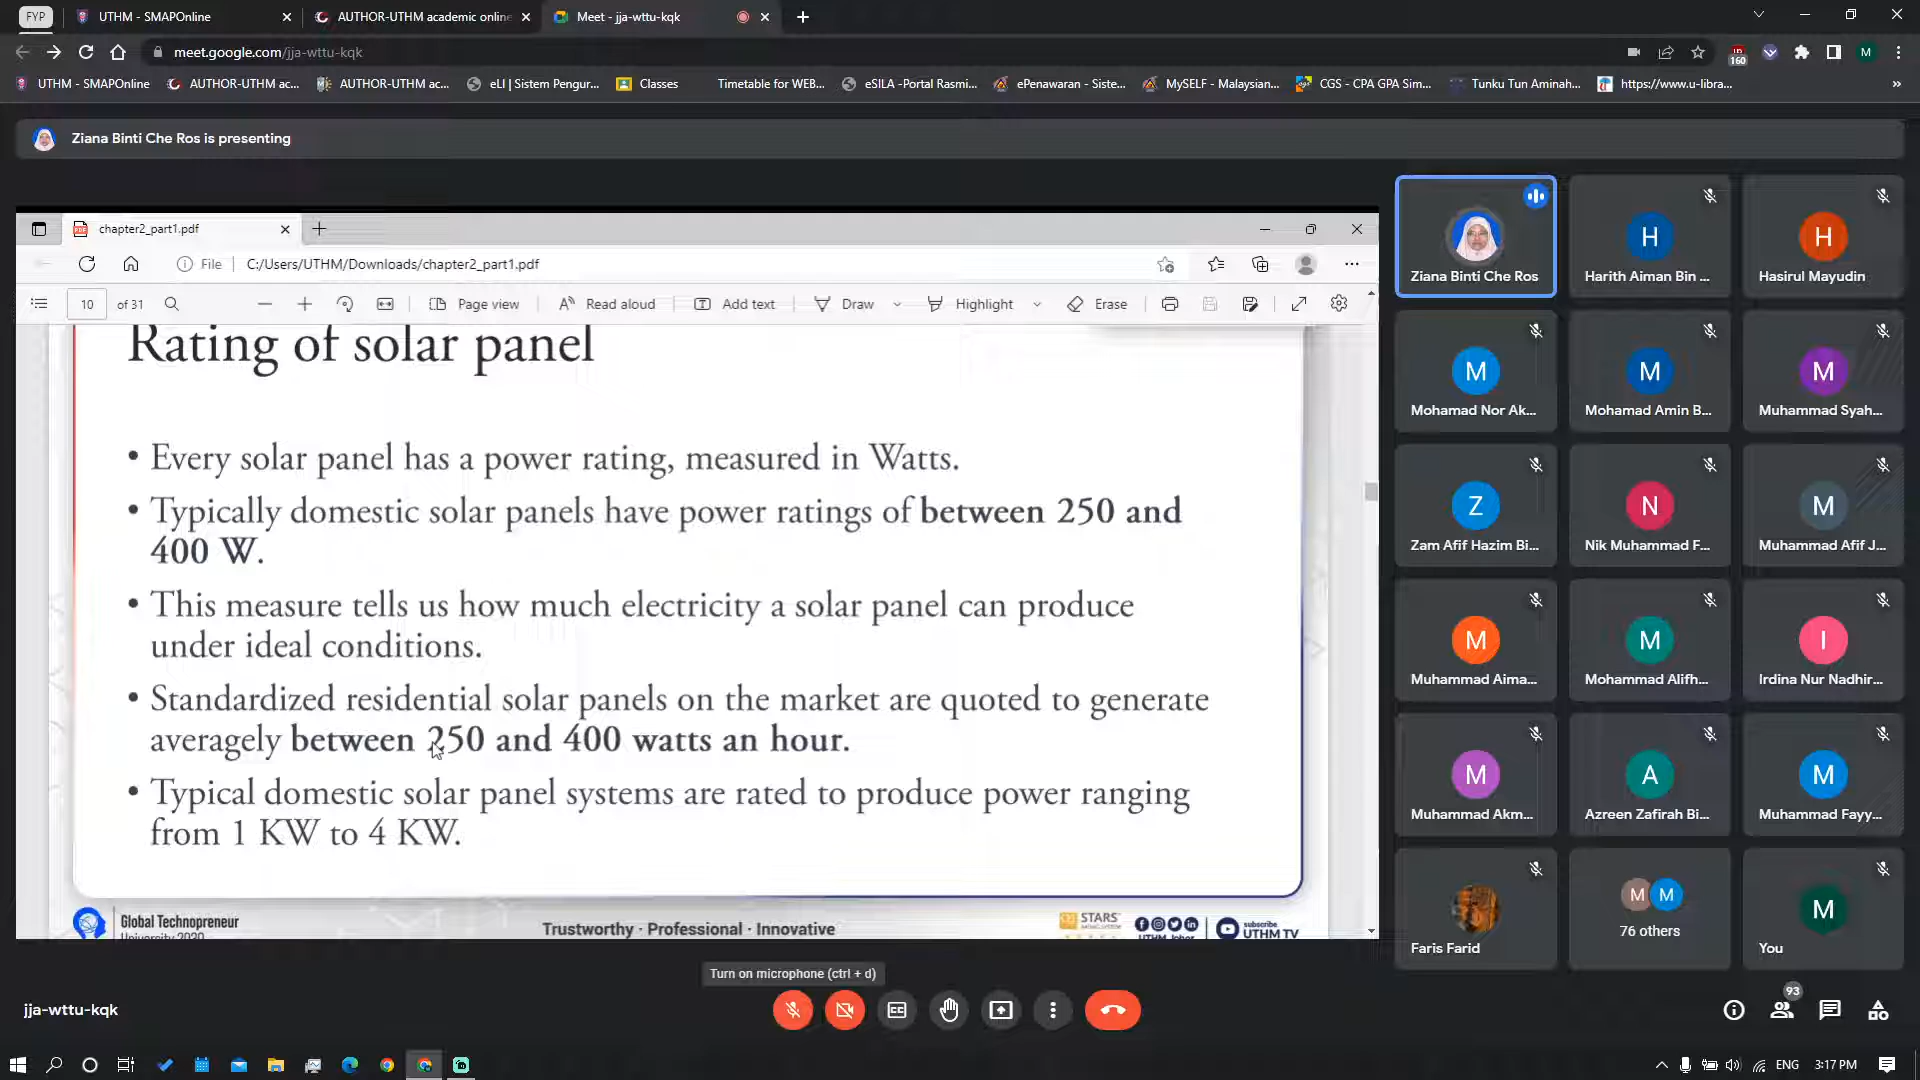 FYP
UTHM - SMAPOnline
AUTHOR-UTHM academic online
Meet - jja-wttu-kqk
meet.google.com/jja-wttu-kqk
160
M
UTHM - SMAPOnline
AUTHOR-UTHM ac...
AUTHOR-UTHM ac...
eLI | Sistem Pengur...
Classes
Timetable for WEB...
eSILA -Portal Rasmi...
ePenawaran - Siste...
MySELF - Malaysian...
CGS - CPA GPA Sim...
Tunku Tun Aminah...
https://www.u-libra...
»
Ziana Binti Che Ros is presenting
chapter2_part1.pdf
File
C:/Users/UTHM/Downloads/chapter2_part1.pdf
10 of 31
Page view
Read aloud
Add text
Draw
Highlight
Erase
Rating of solar panel
• Every solar panel has a power rating, measured in Watts.
• Typically domestic solar panels have power ratings of between 250 and
400 W.
• This measure tells us how much electricity a solar panel can produce
under ideal conditions.
• Standardized residential solar panels on the market are quoted to generate
averagely between 250 and 400 watts an hour.
• Typical domestic solar panel systems are rated to produce power ranging
from 1 KW to 4 KW.
Global Technopreneur
University 2030
Trustworthy · Professional · Innovative
STARS
UTHM Johor
subscribe
UTHM TV
Ziana Binti Che Ros
H
Harith Aiman Bin ...
H
Hasirul Mayudin
M
Mohamad Nor Ak...
M
Mohamad Amin B...
M
Muhammad Syah...
Z
Zam Afif Hazim Bi...
N
Nik Muhammad F...
M
Muhammad Afif J...
M
Muhammad Aima...
M
Mohammad Alifh...
I
Irdina Nur Nadhir...
M
Muhammad Akm...
A
Azreen Zafirah Bi...
M
Muhammad Fayy...
Faris Farid
M M
76 others
M
You
Turn on microphone (ctrl + d)
jja-wttu-kqk
93
ENG
3:17 PM